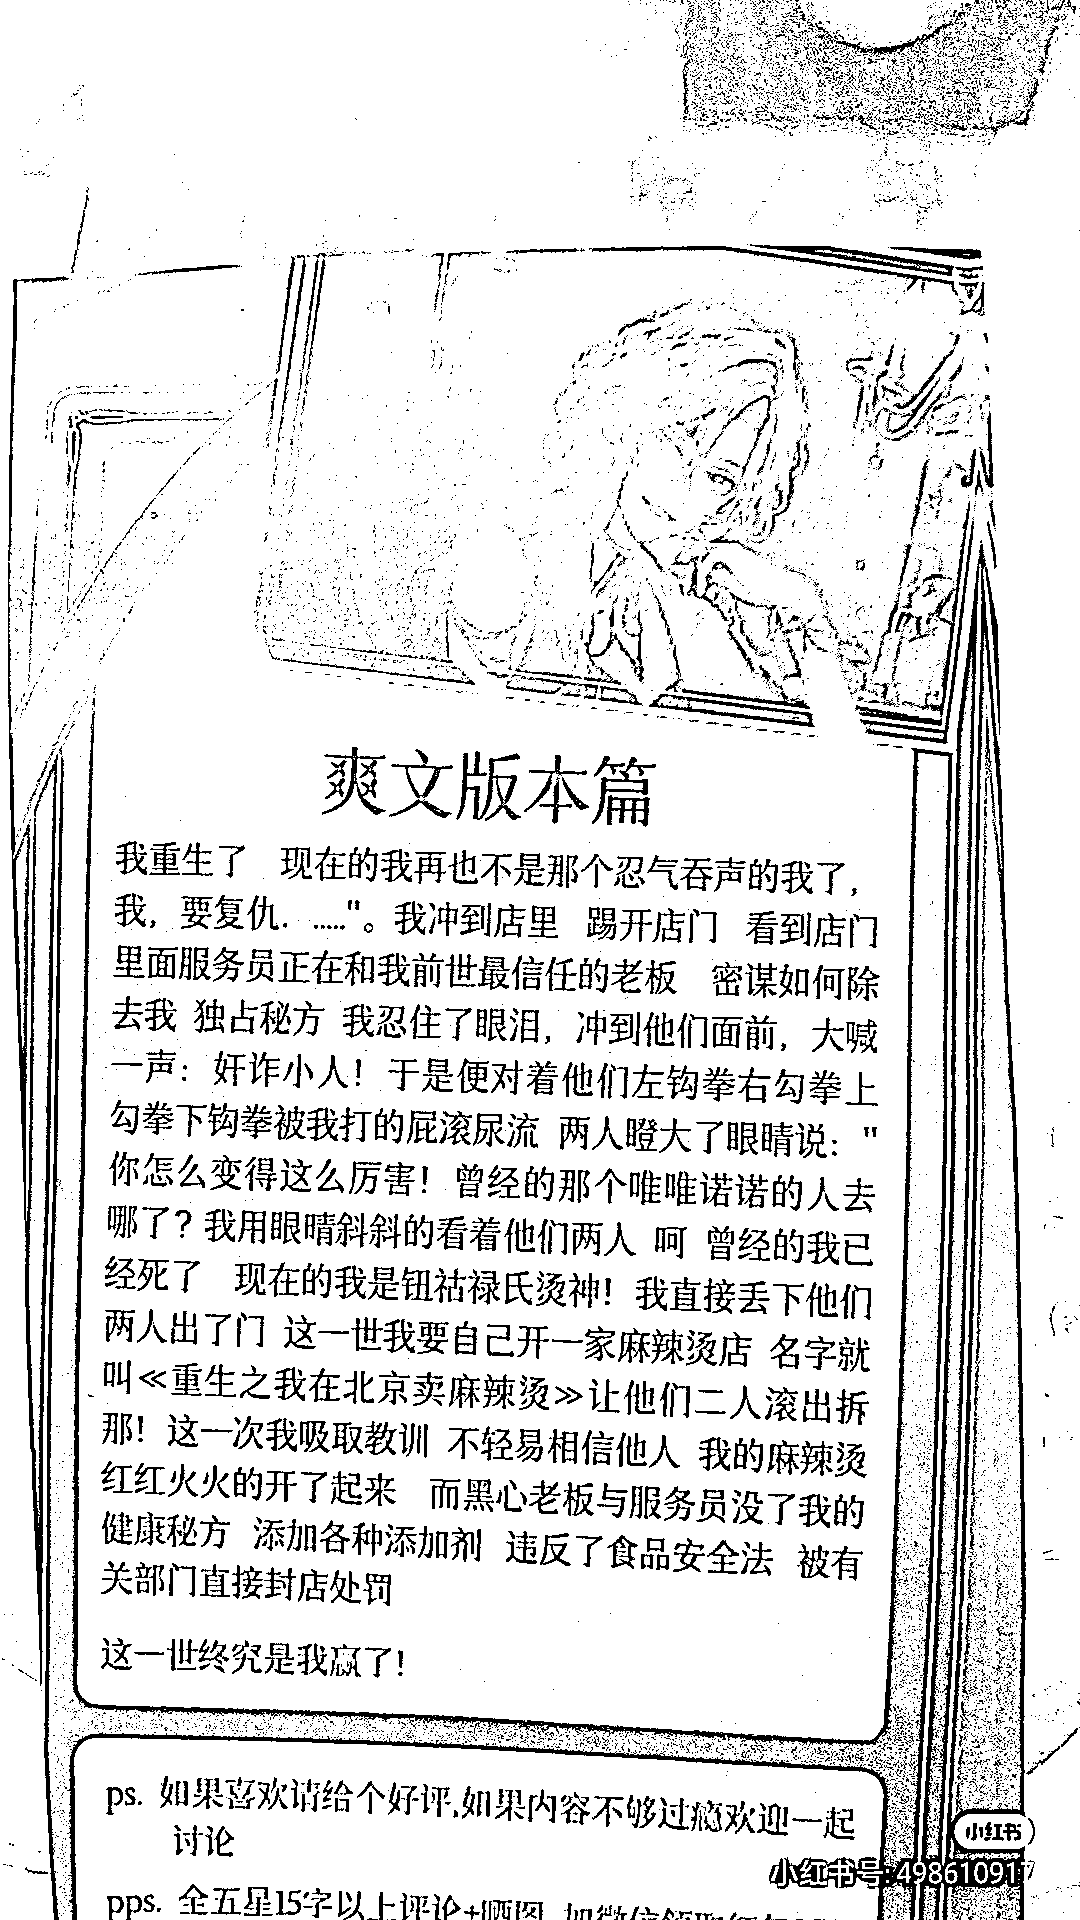 爽文版本篇
我重生了 现在的我再也不是那个忍气吞声的我了，
我，要复仇. ......"。我冲到店里 踢开店门 看到店门
里面服务员正在和我前世最信任的老板 密谋如何除
去我 独占秘方 我忍住了眼泪，冲到他们面前，大喊
一声：奸诈小人！于是便对着他们左钩拳右勾拳上
勾拳下钩拳被我打的屁滚尿流 两人瞪大了眼睛说："
你怎么变得这么厉害！曾经的那个唯唯诺诺的人去
哪了？我用眼睛斜斜的看着他们两人 呵 曾经的我已
经死了 现在的我是钮祜禄氏烫神！我直接丢下他们
两人出了门 这一世我要自己开一家麻辣烫店 名字就
叫≪重生之我在北京卖麻辣烫≫让他们二人滚出拆
那！这一次我吸取教训 不轻易相信他人 我的麻辣烫
红红火火的开了起来 而黑心老板与服务员没了我的
健康秘方 添加各种添加剂 违反了食品安全法 被有
关部门直接封店处罚
这一世终究是我赢了！
ps. 如果喜欢请给个好评,如果内容不够过瘾欢迎一起
讨论
pps. 全五星15字以上评论+晒图
小红书
小红书号:498610917